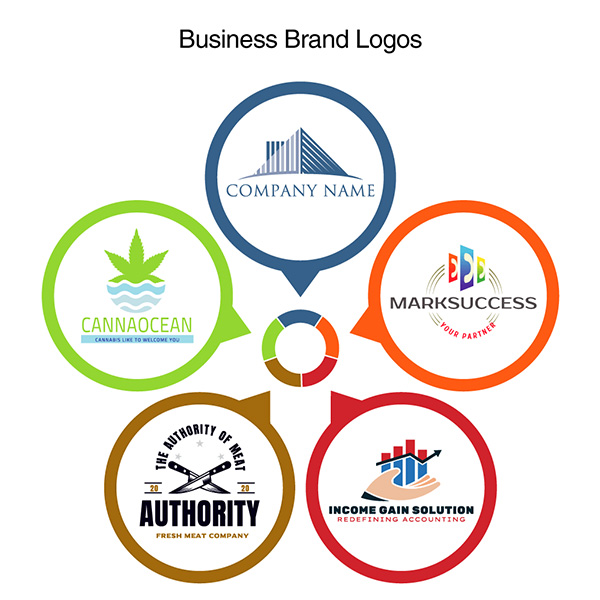 Business Brand Logos
COMPANY NAME
CANNAOCEAN
CANNABIS LIKE TO WELCOME YOU
MARKSUCCESS
YOUR PARTNER
THE AUTHORITY OF MEAT
20 20
AUTHORITY
FRESH MEAT COMPANY
INCOME GAIN SOLUTION
REDEFINING ACCOUNTING